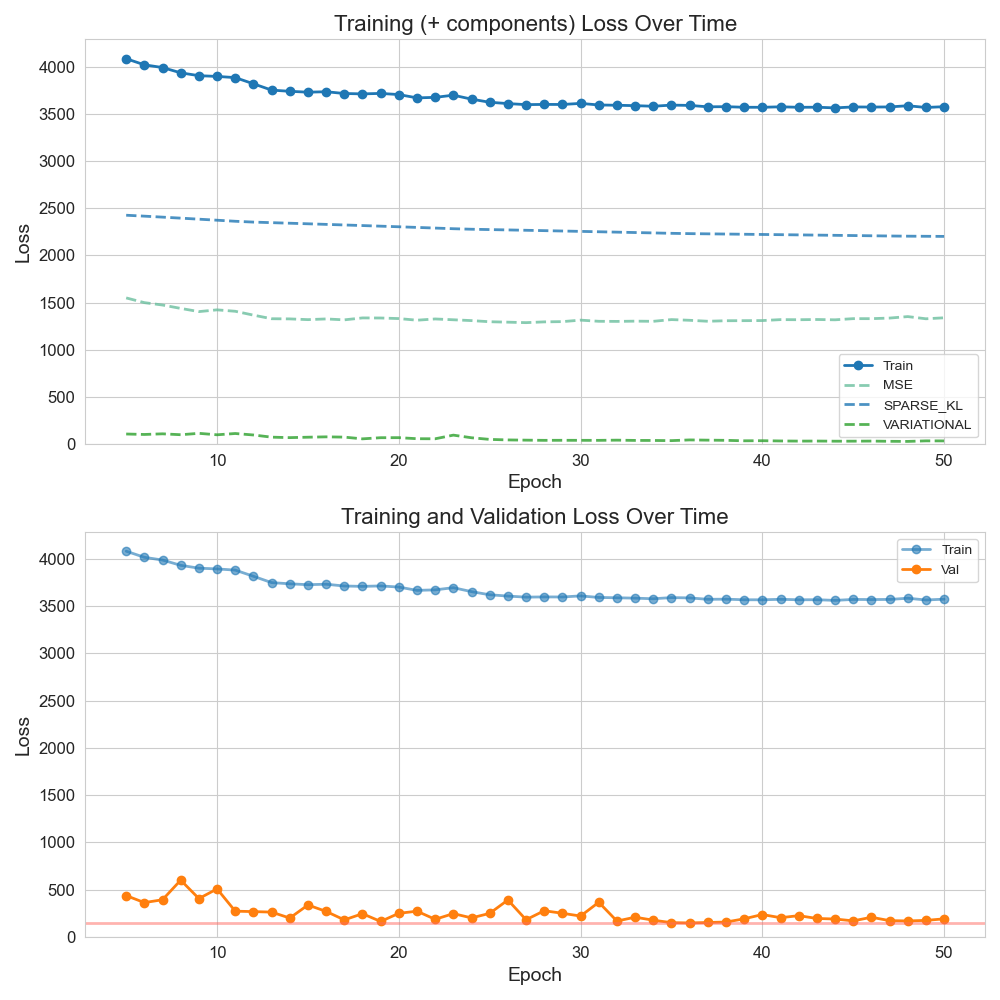 Training (+ components) Loss Over Time
4000
3500
3000
2500
2000
1500
1000
500
0
Loss
Train
MSE
SPARSE_KL
VARIATIONAL
10 20 30 40 50
Epoch
Training and Validation Loss Over Time
4000
3500
3000
2500
2000
1500
1000
500
0
Loss
Train
Val
10 20 30 40 50
Epoch